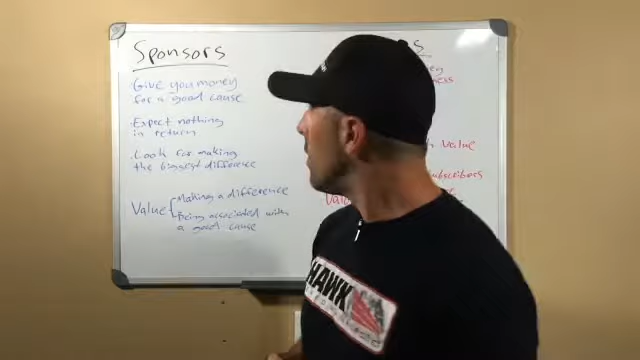 Sponsors
Give you money
for a good cause
Expect nothing
in return
Look for making
the biggest difference
Value
Making a difference
Being associated with
a good cause
value
subscribers
HAWK